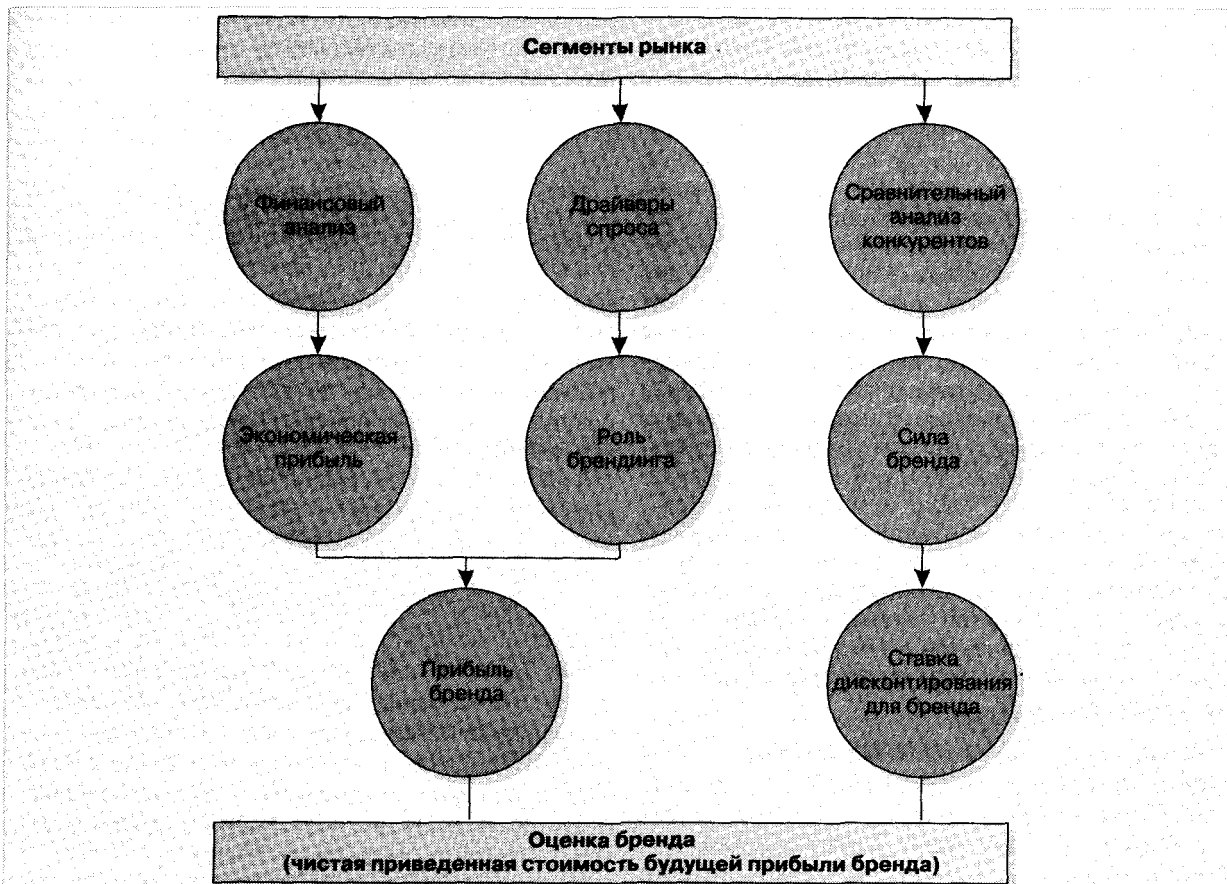 Сегменты рынка
Финансовый
анализ
Драйверы
спроса
Сравнительный
анализ
конкурентов
Экономическая
прибыль
Роль
брендинга
Сила
бренда
Прибыль
бренда
Ставка
дисконтирования
для бренда
Оценка бренда
(чистая приведенная стоимость будущей прибыли бренда)